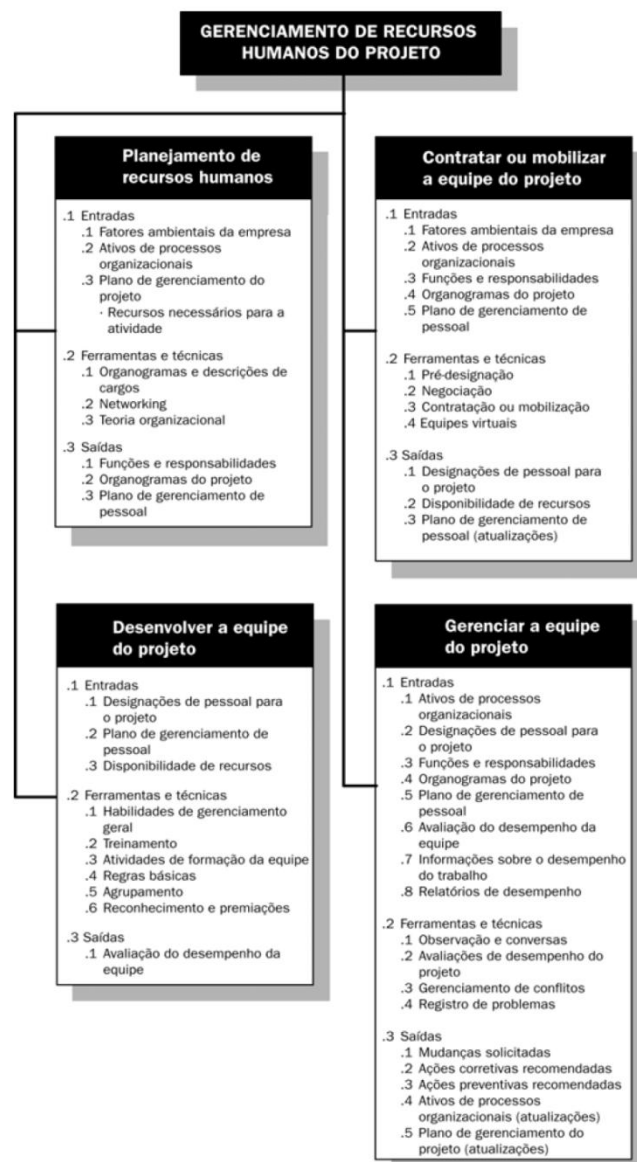 GERENCIAMENTO DE RECURSOS
HUMANOS DO PROJETO
Planejamento de
recursos humanos
.1 Entradas
.1 Fatores ambientais da empresa
.2 Ativos de processos
organizacionais
.3 Plano de gerenciamento do
projeto
· Recursos necessários para a
atividade
.2 Ferramentas e técnicas
.1 Organogramas e descrições de
cargos
.2 Networking
.3 Teoria organizacional
.3 Saídas
.1 Funções e responsabilidades
.2 Organogramas do projeto
.3 Plano de gerenciamento de
pessoal
Contratar ou mobilizar
a equipe do projeto
.1 Entradas
.1 Fatores ambientais da empresa
.2 Ativos de processos
organizacionais
.3 Funções e responsabilidades
.4 Organogramas do projeto
.5 Plano de gerenciamento de
pessoal
.2 Ferramentas e técnicas
.1 Pré-designação
.2 Negociação
.3 Contratação ou mobilização
.4 Equipes virtuais
.3 Saídas
.1 Designações de pessoal para
o projeto
.2 Disponibilidade de recursos
.3 Plano de gerenciamento de
pessoal (atualizações)
Desenvolver a equipe
do projeto
.1 Entradas
.1 Designações de pessoal para
o projeto
.2 Plano de gerenciamento de
pessoal
.3 Disponibilidade de recursos
.2 Ferramentas e técnicas
.1 Habilidades de gerenciamento
geral
.2 Treinamento
.3 Atividades de formação da equipe
.4 Regras básicas
.5 Agrupamento
.6 Reconhecimento e premiações
.3 Saídas
.1 Avaliação do desempenho da
equipe
Gerenciar a equipe
do projeto
.1 Entradas
.1 Ativos de processos
organizacionais
.2 Designações de pessoal para
o projeto
.3 Funções e responsabilidades
.4 Organogramas do projeto
.5 Plano de gerenciamento de
pessoal
.6 Avaliação do desempenho da
equipe
.7 Informações sobre o desempenho
do trabalho
.8 Relatórios de desempenho
.2 Ferramentas e técnicas
.1 Observação e conversas
.2 Avaliações de desempenho do
projeto
.3 Gerenciamento de conflitos
.4 Registro de problemas
.3 Saídas
.1 Mudanças solicitadas
.2 Ações corretivas recomendadas
.3 Ações preventivas recomendadas
.4 Ativos de processos
organizacionais (atualizações)
.5 Plano de gerenciamento do
projeto (atualizações)